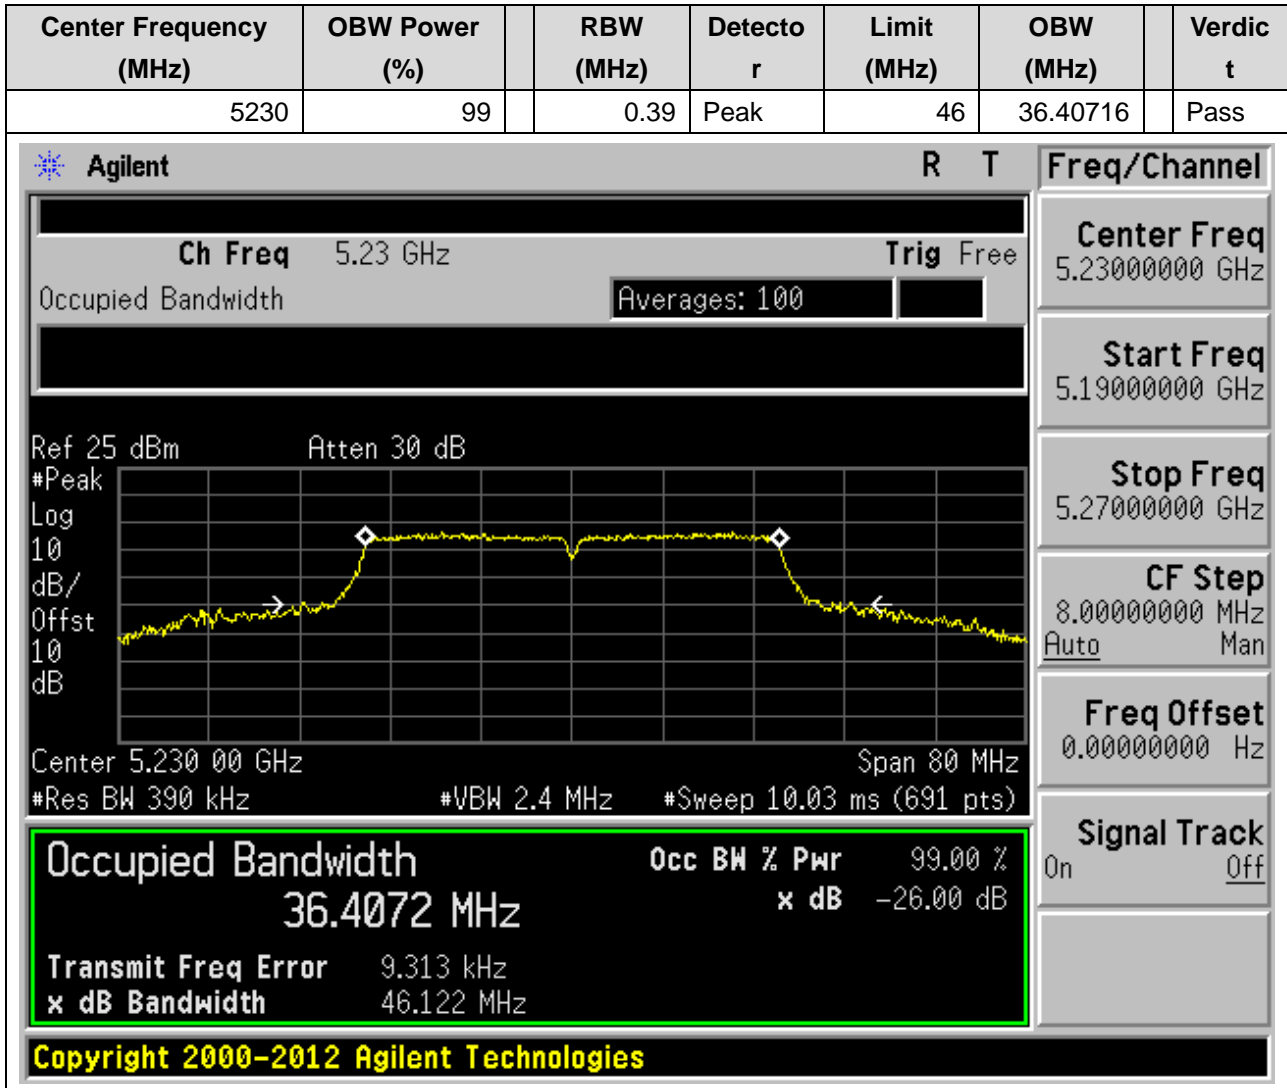 Center Frequency OBW Power RBW Detecto Limit OBW Verdic
(MHz) (%) (MHz) r (MHz) (MHz) t
5230 99 0.39 Peak 46 36.40716 Pass
Agilent R T Freq/Channel
Ch Freq 5.23 GHz Trig Free
Occupied Bandwidth Averages: 100
Center Freq
5.23000000 GHz
Start Freq
5.19000000 GHz
Stop Freq
5.27000000 GHz
CF Step
8.00000000 MHz
Auto Man
Freq Offset
0.00000000 Hz
Signal Track
On Off
Ref 25 dBm Atten 30 dB
#Peak
Log
10
dB/
Offst
10
dB
Center 5.230 00 GHz Span 80 MHz
#Res BW 390 kHz #VBW 2.4 MHz #Sweep 10.03 ms (691 pts)
Occupied Bandwidth Occ BW % Pwr 99.00 %
36.4072 MHz x dB -26.00 dB
Transmit Freq Error 9.313 kHz
x dB Bandwidth 46.122 MHz
Copyright 2000-2012 Agilent Technologies